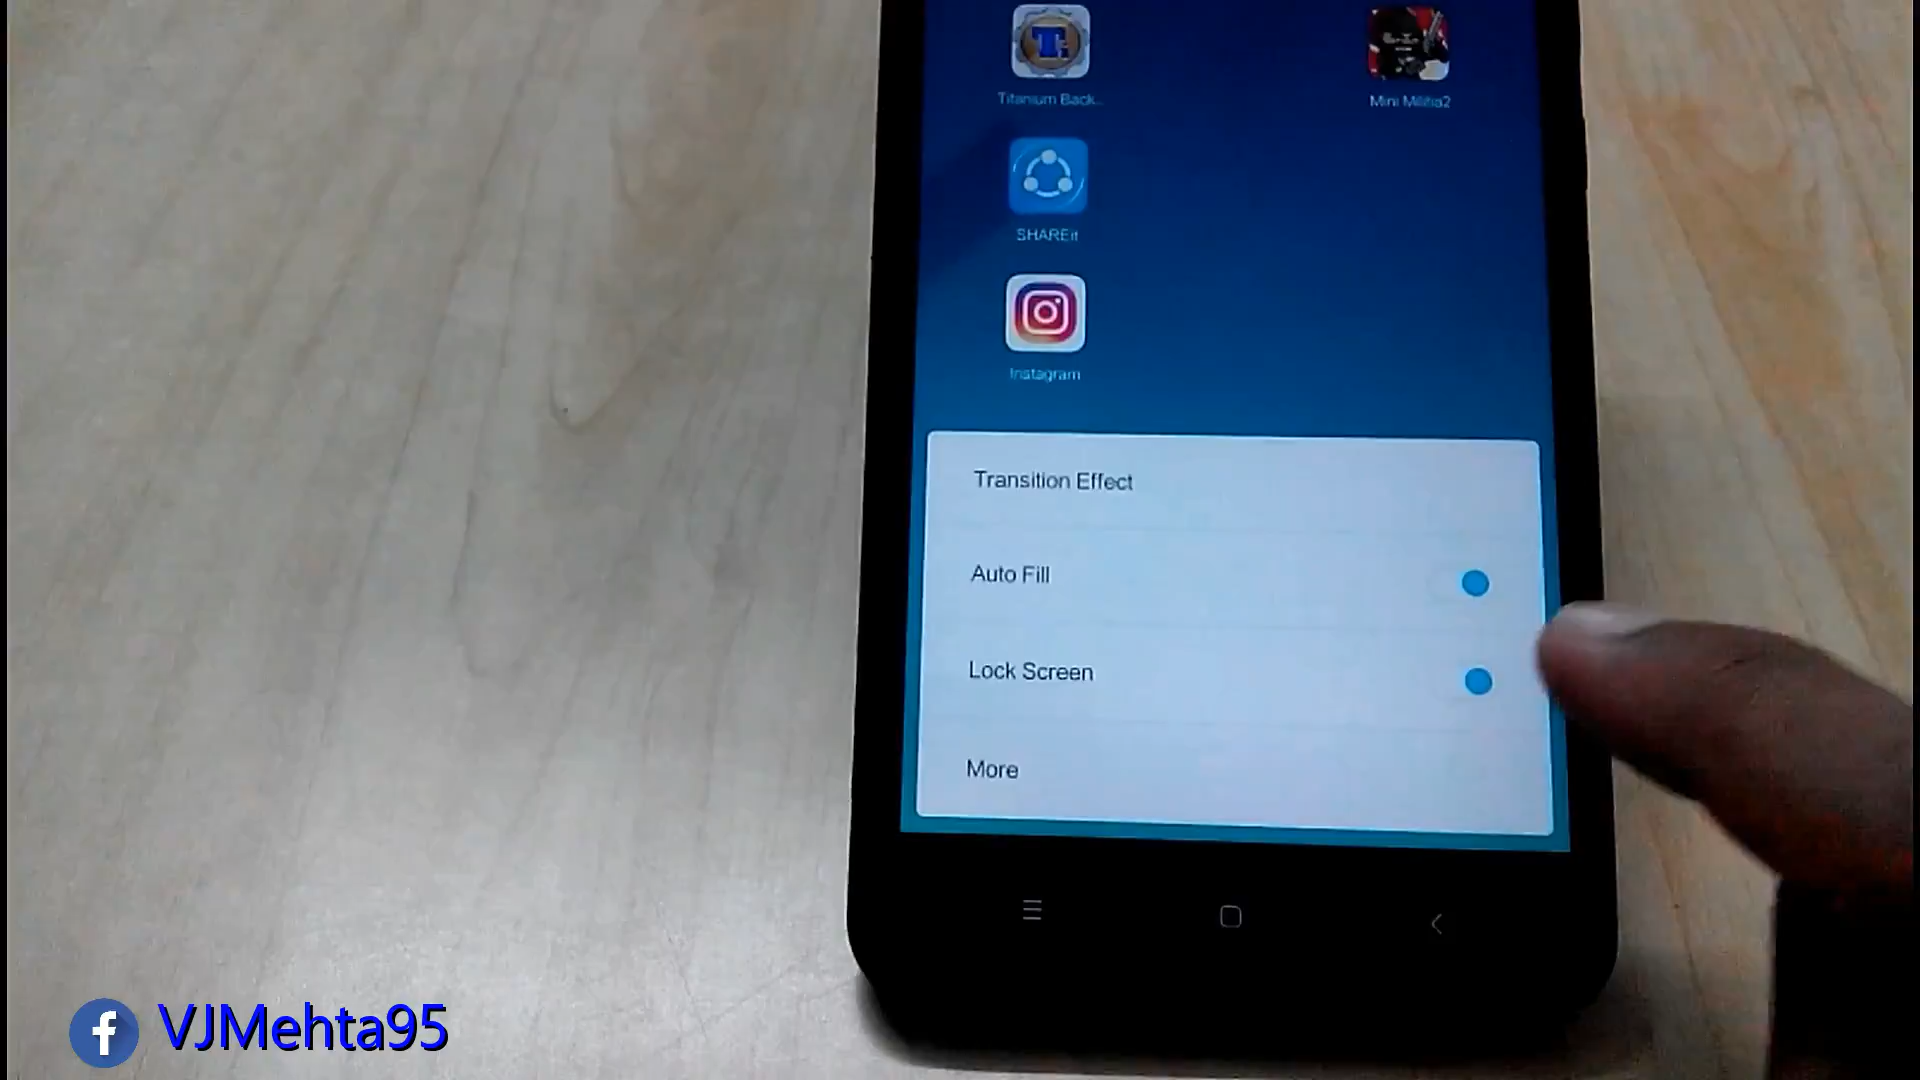 Titanium Back...
Mini Militia2
SHAREit
Instagram
Transition Effect
Auto Fill
Lock Screen
More
VJMehta95